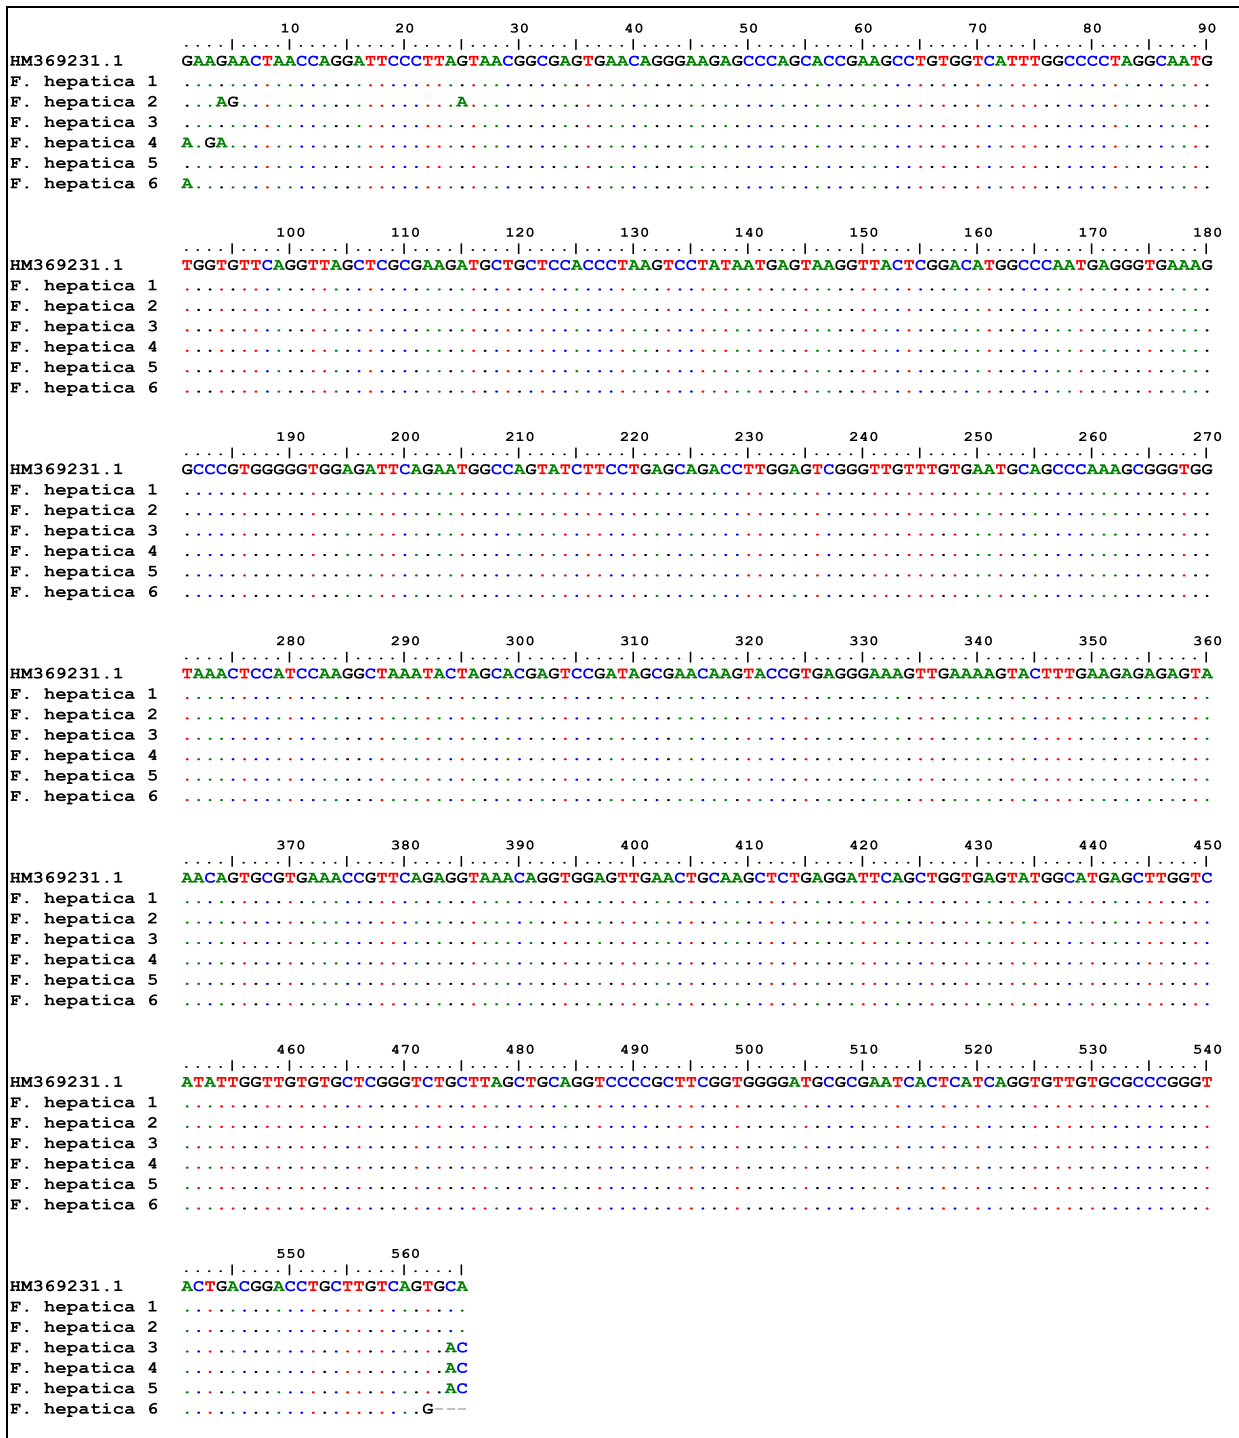 10 20 30 40 50 60 70 80 90
HM369231.1 GAAGAACTAACCAGGATTCCCTTAGTAACGGCGAGTGAACAGGGAAGAGCCCAGCACCGAAGCCTGTGGTCATTTGGCCCCTAGGCAATG
F. hepatica 1
F. hepatica 2 ...AG...................A
F. hepatica 3
F. hepatica 4 A.GA
F. hepatica 5
F. hepatica 6 A
100 110 120 130 140 150 160 170 180
HM369231.1 TGGTGTTCAGGTTAGCTCGCGAAGATGCTGCTCCACCCTAAGTCCTATAATGAGTAAGGTTACTCGGACATGGCCCAATGAGGGTGAAAG
F. hepatica 1
F. hepatica 2
F. hepatica 3
F. hepatica 4
F. hepatica 5
F. hepatica 6
190 200 210 220 230 240 250 260 270
HM369231.1 GCCCGTGGGGGTGGAGATTCAGAATGGCCAGTATCTTCCTGAGCAGACCTTGGAGTCGGGTTGTTTGTGAATGCAGCCCAAAGCGGGTGG
F. hepatica 1
F. hepatica 2
F. hepatica 3
F. hepatica 4
F. hepatica 5
F. hepatica 6
280 290 300 310 320 330 340 350 360
HM369231.1 TAAACTCCATCCAAGGCTAAATACTAGCACGAGTCCGATAGCGAACAAGTACCGTGAGGGAAAGTTGAAAAGTACTTTGAAGAGAGAGTA
F. hepatica 1
F. hepatica 2
F. hepatica 3
F. hepatica 4
F. hepatica 5
F. hepatica 6
370 380 390 400 410 420 430 440 450
HM369231.1 AACAGTGCGTGAAACCGTTCAGAGGTAAACAGGTGGAGTTGAACTGCAAGCTCTGAGGATTCAGCTGGTGAGTATGGCATGAGCTTGGTC
F. hepatica 1
F. hepatica 2
F. hepatica 3
F. hepatica 4
F. hepatica 5
F. hepatica 6
460 470 480 490 500 510 520 530 540
HM369231.1 ATATTGGTTGTGTGCTCGGGTCTGCTTAGCTGCAGGTCCCCGCTTCGGTGGGGATGCGCGAATCACTCATCAGGTGTTGTGCGCCCGGGT
F. hepatica 1
F. hepatica 2
F. hepatica 3
F. hepatica 4
F. hepatica 5
F. hepatica 6
550 560
HM369231.1 ACTGACGGACCTGCTTGTCAGTGCA
F. hepatica 1 .........................
F. hepatica 2 .........................
F. hepatica 3 .......................AC
F. hepatica 4 .......................AC
F. hepatica 5 .......................AC
F. hepatica 6 .....................G---